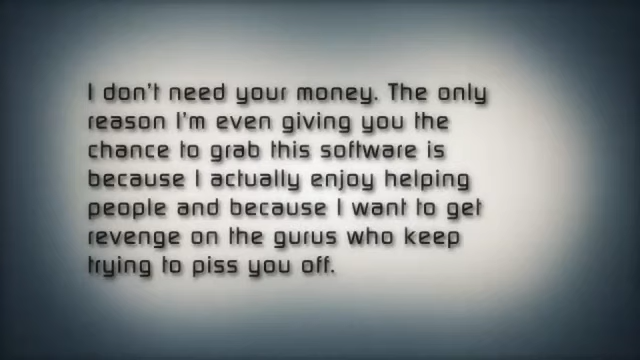 I don't need your money. The only
reason I'm even giving you the
chance to grab this software is
because I actually enjoy helping
people and because I want to get
revenge on the gurus who keep
trying to piss you off.